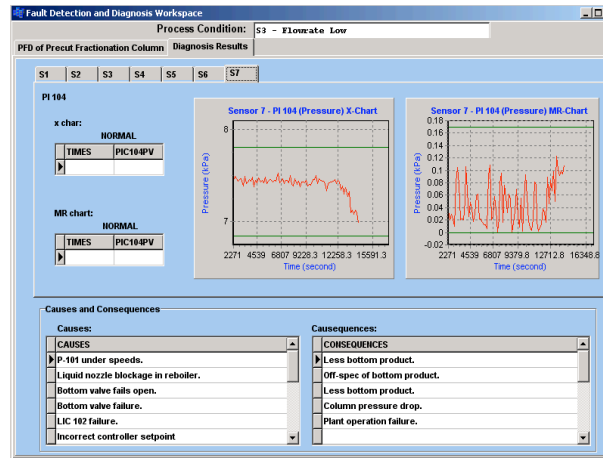 Fault Detection and Diagnosis Workspace
Process Condition: S3 - Flowrate Low
PFD of Precut Fractionation Column Diagnosis Results
S1 S2 S3 S4 S5 S6 S7
PI 104
x char:
NORMAL
TIMES PIC104PV
MR chart:
NORMAL
TIMES PIC104PV
Sensor 7 - PI 104 (Pressure) X-Chart
Pressure (kPa)
8
7
2271 4539 6807 9228.3 12258.3 15591.3
Time (second)
Sensor 7 - PI 104 (Pressure) MR-Chart
Pressure (kPa)
0.18
0.16
0.14
0.12
0.1
0.08
0.06
0.04
0.02
0
-0.02
2271 4539 6807 9379.8 12712.8 16348.8
Time (second)
Causes and Consequences
Causes:
CAUSES
P-101 under speeds.
Liquid nozzle blockage in reboiler.
Bottom valve fails open.
Bottom valve failure.
LIC 102 failure.
Incorrect controller setpoint
Causequences:
CONSEQUENCES
Less bottom product.
Off-spec of bottom product.
Less bottom product.
Column pressure drop.
Plant operation failure.